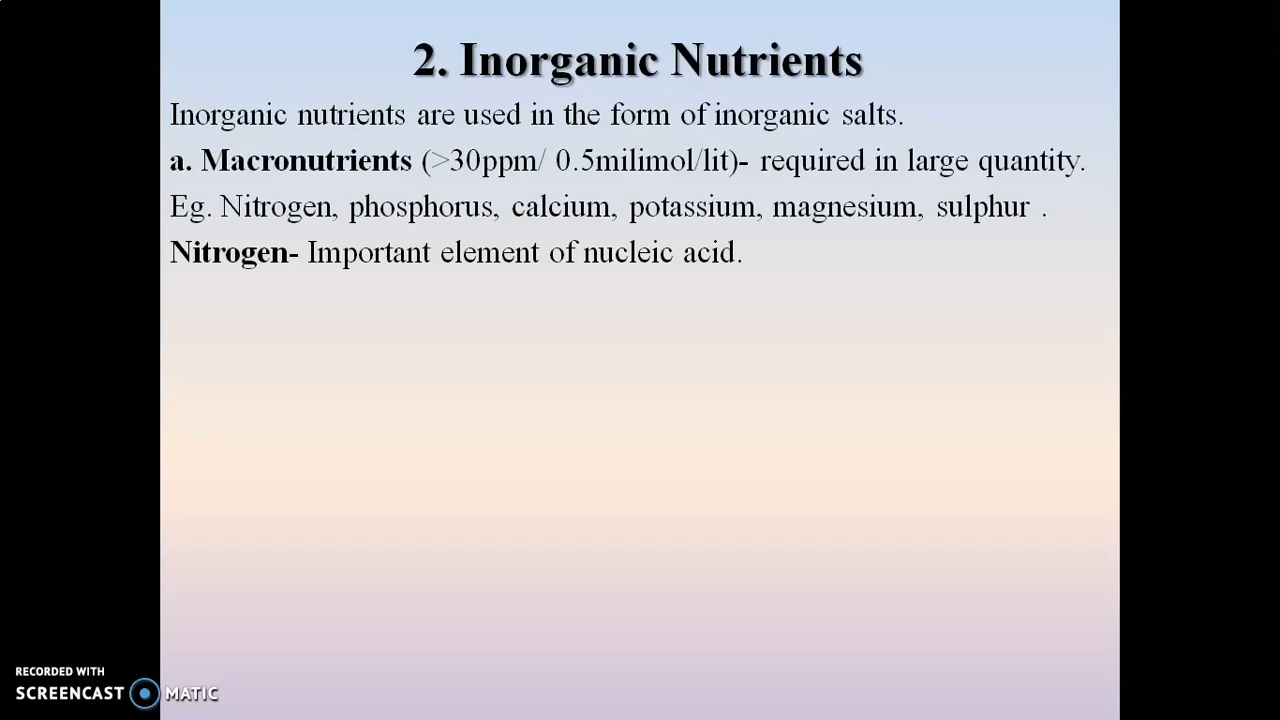 2. Inorganic Nutrients
Inorganic nutrients are used in the form of inorganic salts.
a. Macronutrients (>30ppm/ 0.5milimol/lit)- required in large quantity.
Eg. Nitrogen, phosphorus, calcium, potassium, magnesium, sulphur .
Nitrogen- Important element of nucleic acid.
RECORDED WITH
SCREENCAST MATIC